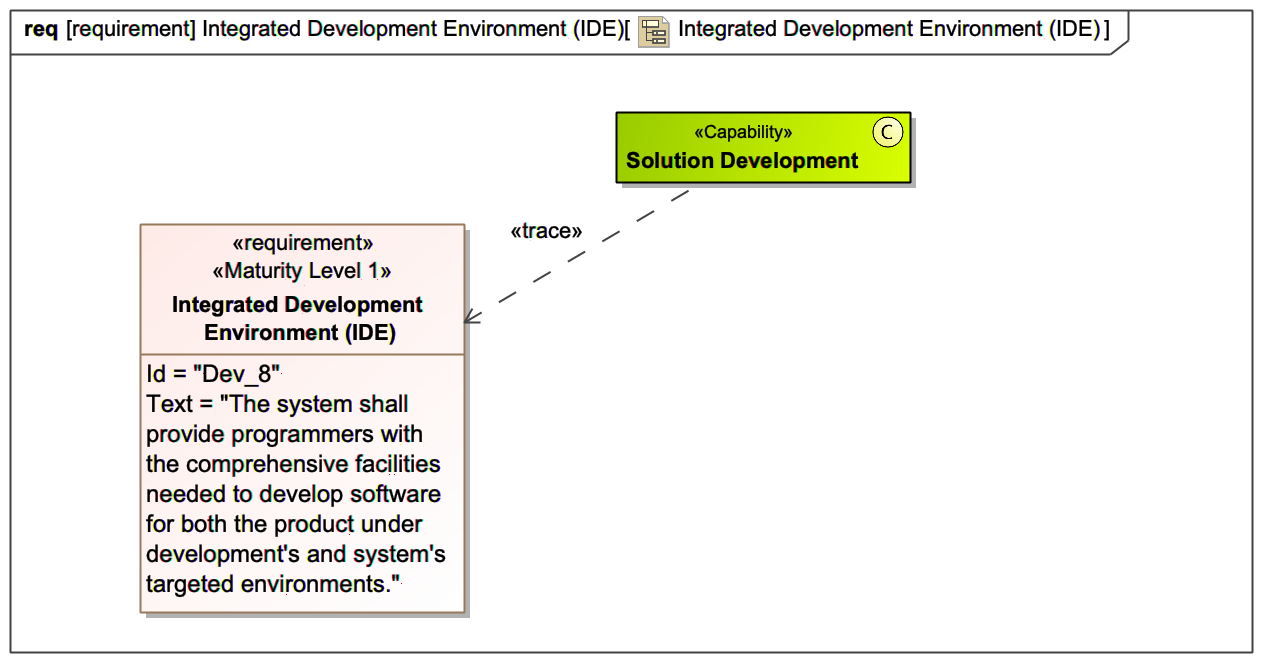 req [requirement] Integrated Development Environment (IDE)[ Integrated Development Environment (IDE) ]
«Capability»
C
Solution Development
«trace»
«requirement»
«Maturity Level 1»
Integrated Development
Environment (IDE)
Id = "Dev_8"
Text = "The system shall
provide programmers with
the comprehensive facilities
needed to develop software
for both the product under
development's and system's
targeted environments."